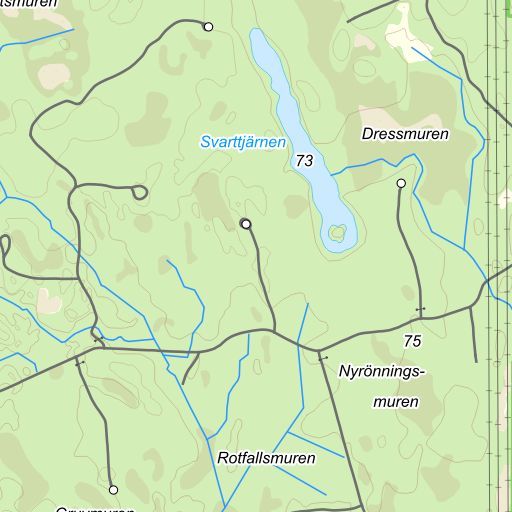 Dressmuren
Svarttjärnen
73
75
Nyrönnings-
muren
Rotfallsmuren